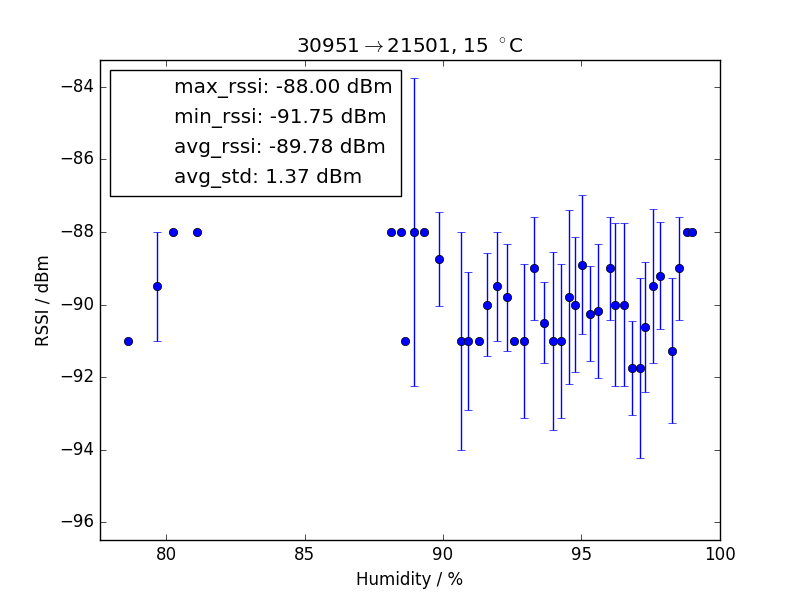 30951→21501, 15 °C
max_rssi: -88.00 dBm
min_rssi: -91.75 dBm
avg_rssi: -89.78 dBm
avg_std: 1.37 dBm
−84
−86
−88
−90
−92
−94
−96
RSSI / dBm
80 85 90 95 100
Humidity / %